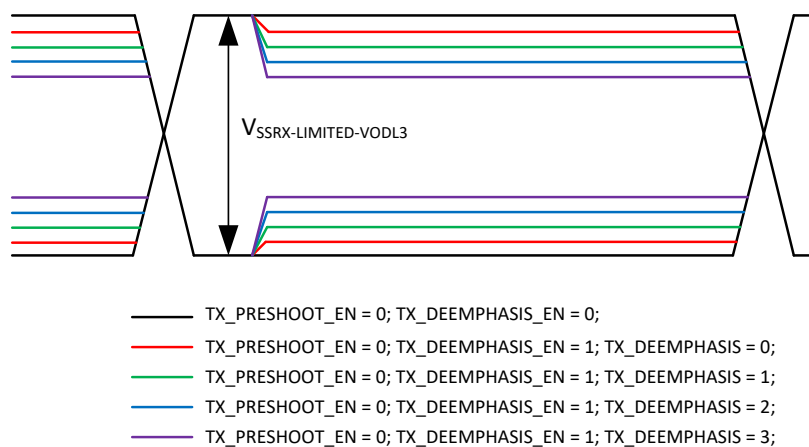 VSSRX-LIMITED-VODL3
TX_PRESHOOT_EN = 0; TX_DEEMPHASIS_EN = 0;
TX_PRESHOOT_EN = 0; TX_DEEMPHASIS_EN = 1; TX_DEEMPHASIS = 0;
TX_PRESHOOT_EN = 0; TX_DEEMPHASIS_EN = 1; TX_DEEMPHASIS = 1;
TX_PRESHOOT_EN = 0; TX_DEEMPHASIS_EN = 1; TX_DEEMPHASIS = 2;
TX_PRESHOOT_EN = 0; TX_DEEMPHASIS_EN = 1; TX_DEEMPHASIS = 3;